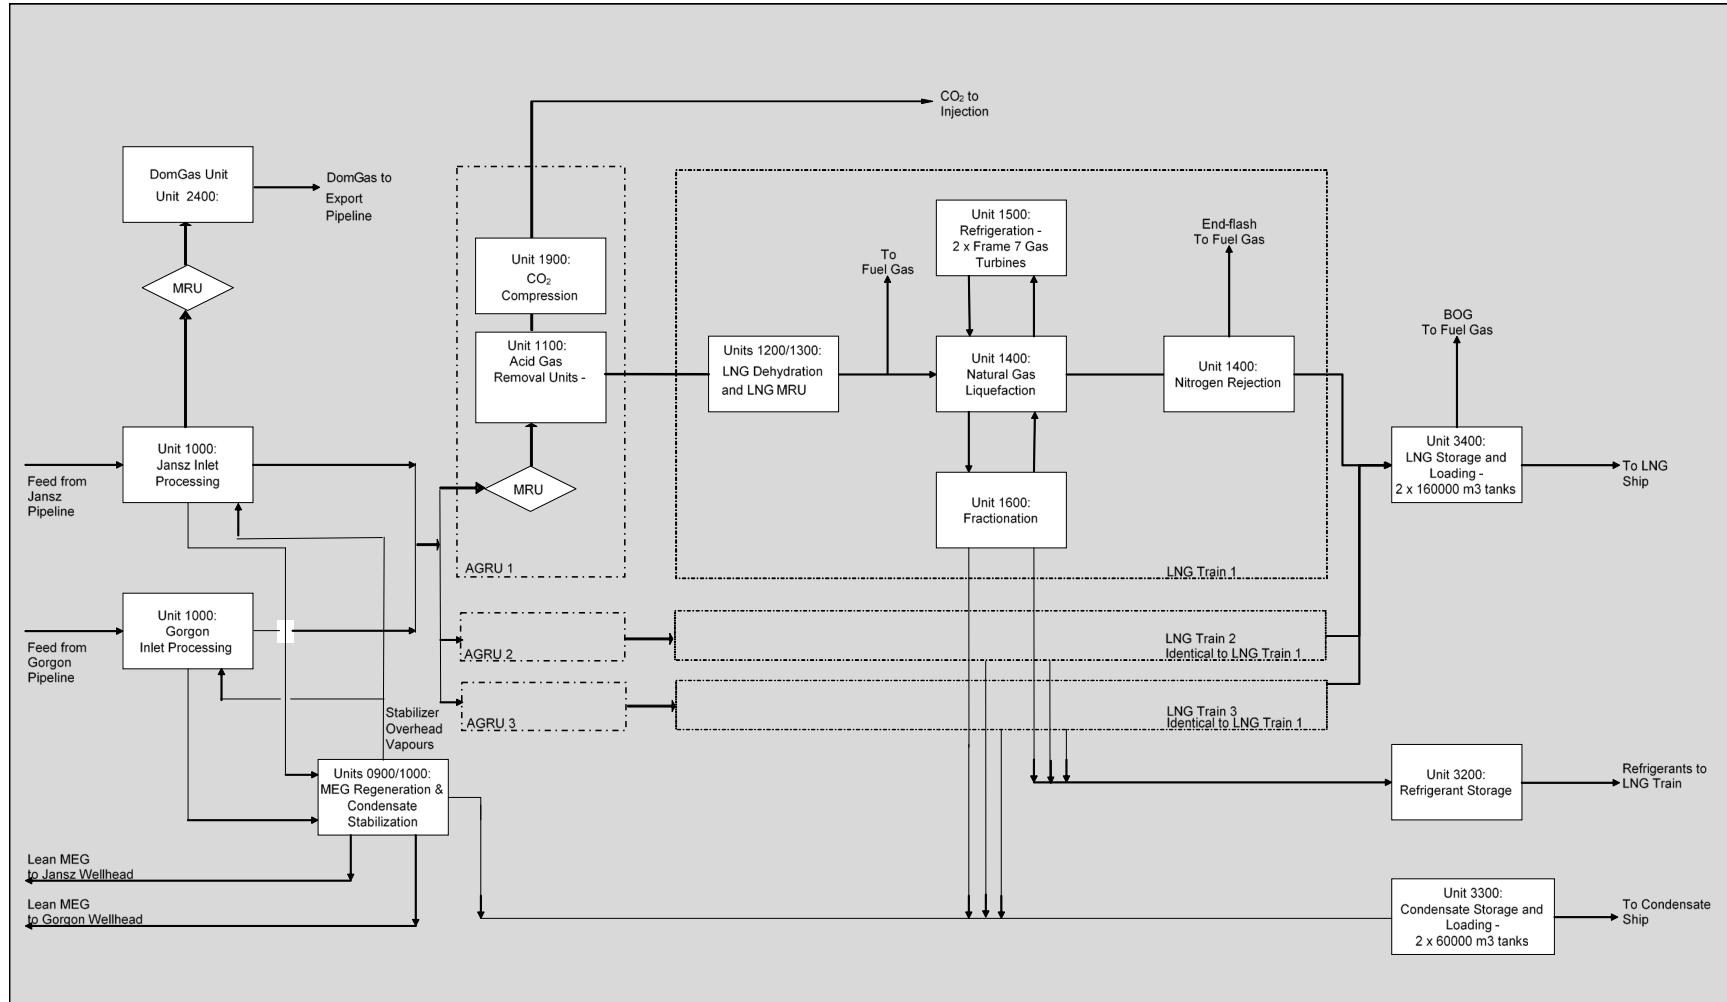 CO₂ to
Injection
DomGas Unit
Unit 2400:
DomGas to
Export
Pipeline
MRU
Unit 1900:
CO₂
Compression
Unit 1100:
Acid Gas
Removal Units -
MRU
AGRU 1
Units 1200/1300:
LNG Dehydration
and LNG MRU
To
Fuel Gas
Unit 1500:
Refrigeration -
2 x Frame 7 Gas
Turbines
Unit 1400:
Natural Gas
Liquefaction
Unit 1600:
Fractionation
End-flash
To Fuel Gas
Unit 1400:
Nitrogen Rejection
LNG Train 1
BOG
To Fuel Gas
Unit 3400:
LNG Storage and
Loading -
2 x 160000 m3 tanks
To LNG
Ship
Unit 1000:
Jansz Inlet
Processing
Feed from
Jansz
Pipeline
Unit 1000:
Gorgon
Inlet Processing
Feed from
Gorgon
Pipeline
AGRU 2
LNG Train 2
Identical to LNG Train 1
AGRU 3
LNG Train 3
Identical to LNG Train 1
Stabilizer
Overhead
Vapours
Units 0900/1000:
MEG Regeneration &
Condensate
Stabilization
Unit 3200:
Refrigerant Storage
Refrigerants to
LNG Train
Lean MEG
to Jansz Wellhead
Lean MEG
to Gorgon Wellhead
Unit 3300:
Condensate Storage and
Loading -
2 x 60000 m3 tanks
To Condensate
Ship